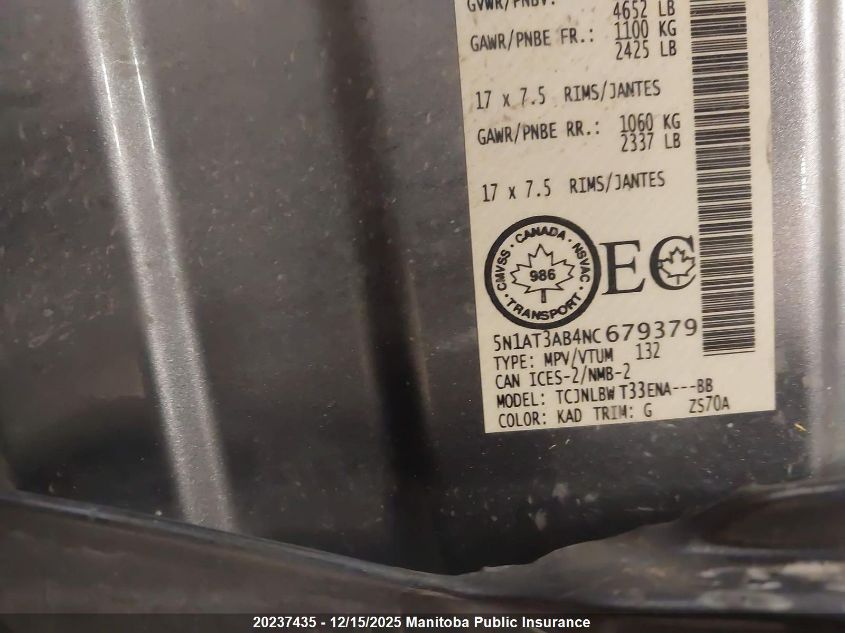 GVWR/PNBV:
4652 LB
GAWR/PNBE FR.: 1100 KG
2425 LB
17 x 7.5 RIMS/JANTES
GAWR/PNBE RR.: 1060 KG
2337 LB
17 x 7.5 RIMS/JANTES
CANADA · NSVAC · TRANSPORT · CMVSS ·
986
EC
5N1AT3AB4NC679379
TYPE: MPV/VTUM 132
CAN ICES-2/NMB-2
MODEL: TCJNLBW T33ENA---BB
COLOR: KAD TRIM: G ZS70A
20237435 - 12/15/2025 Manitoba Public Insurance